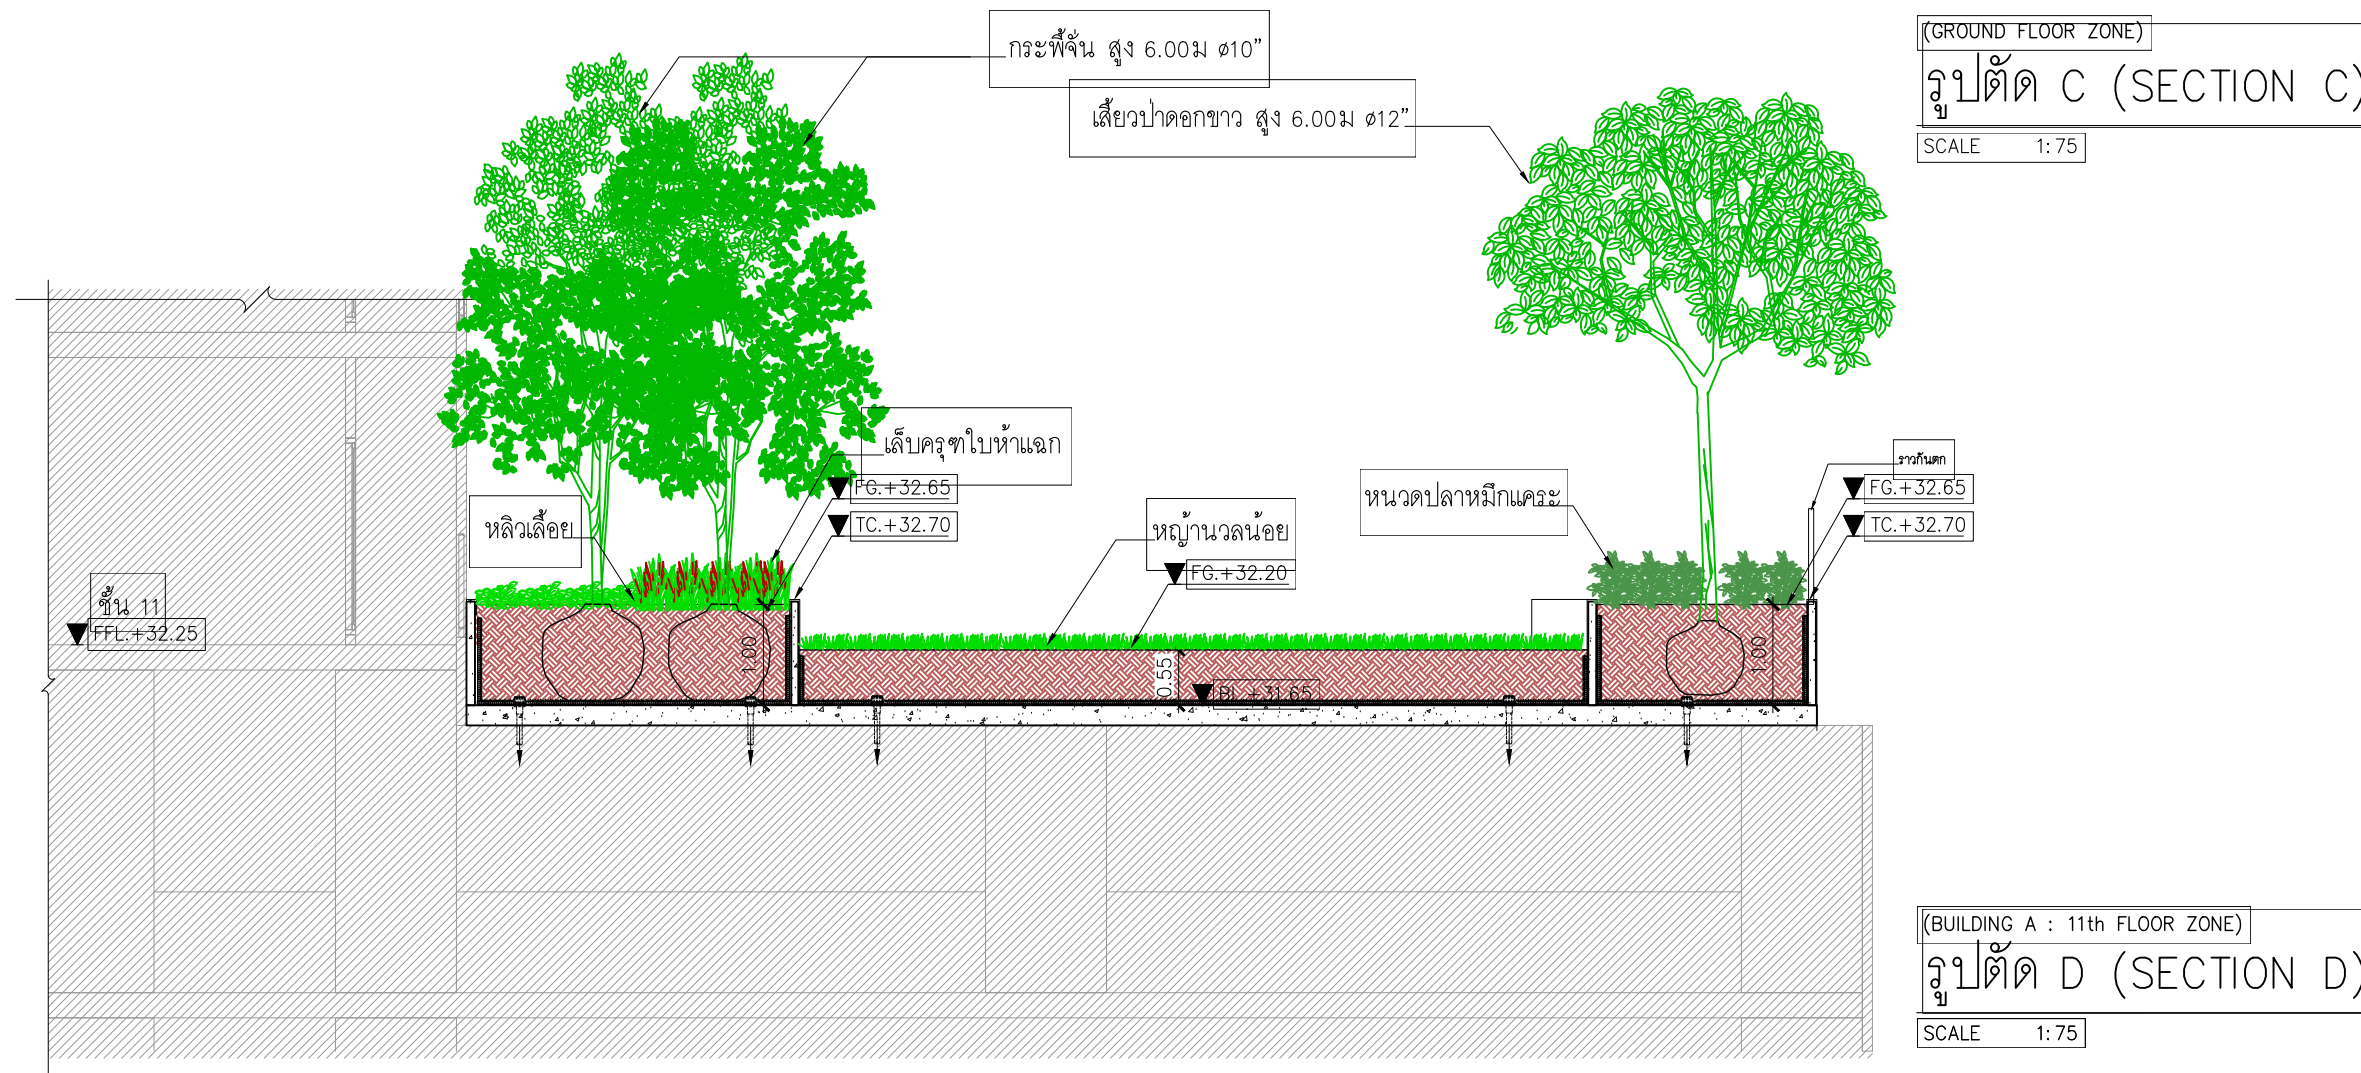 (GROUND FLOOR ZONE)
รูปตัด C (SECTION C)
SCALE 1:75
กระพี้จั่น สูง 6.00ม ø10"
เสี้ยวป่าดอกขาว สูง 6.00ม ø12"
เล็บครุฑใบห้าแฉก
FG.+32.65
TC.+32.70
หลิวเลื้อย
หญ้านวลน้อย
FG.+32.20
หนวดปลาหมึกแคระ
ราวกันตก
FG.+32.65
TC.+32.70
ชั้น 11
FFL.+32.25
1.00
0.55
BL.+31.65
1.00
(BUILDING A : 11th FLOOR ZONE)
รูปตัด D (SECTION D)
SCALE 1:75